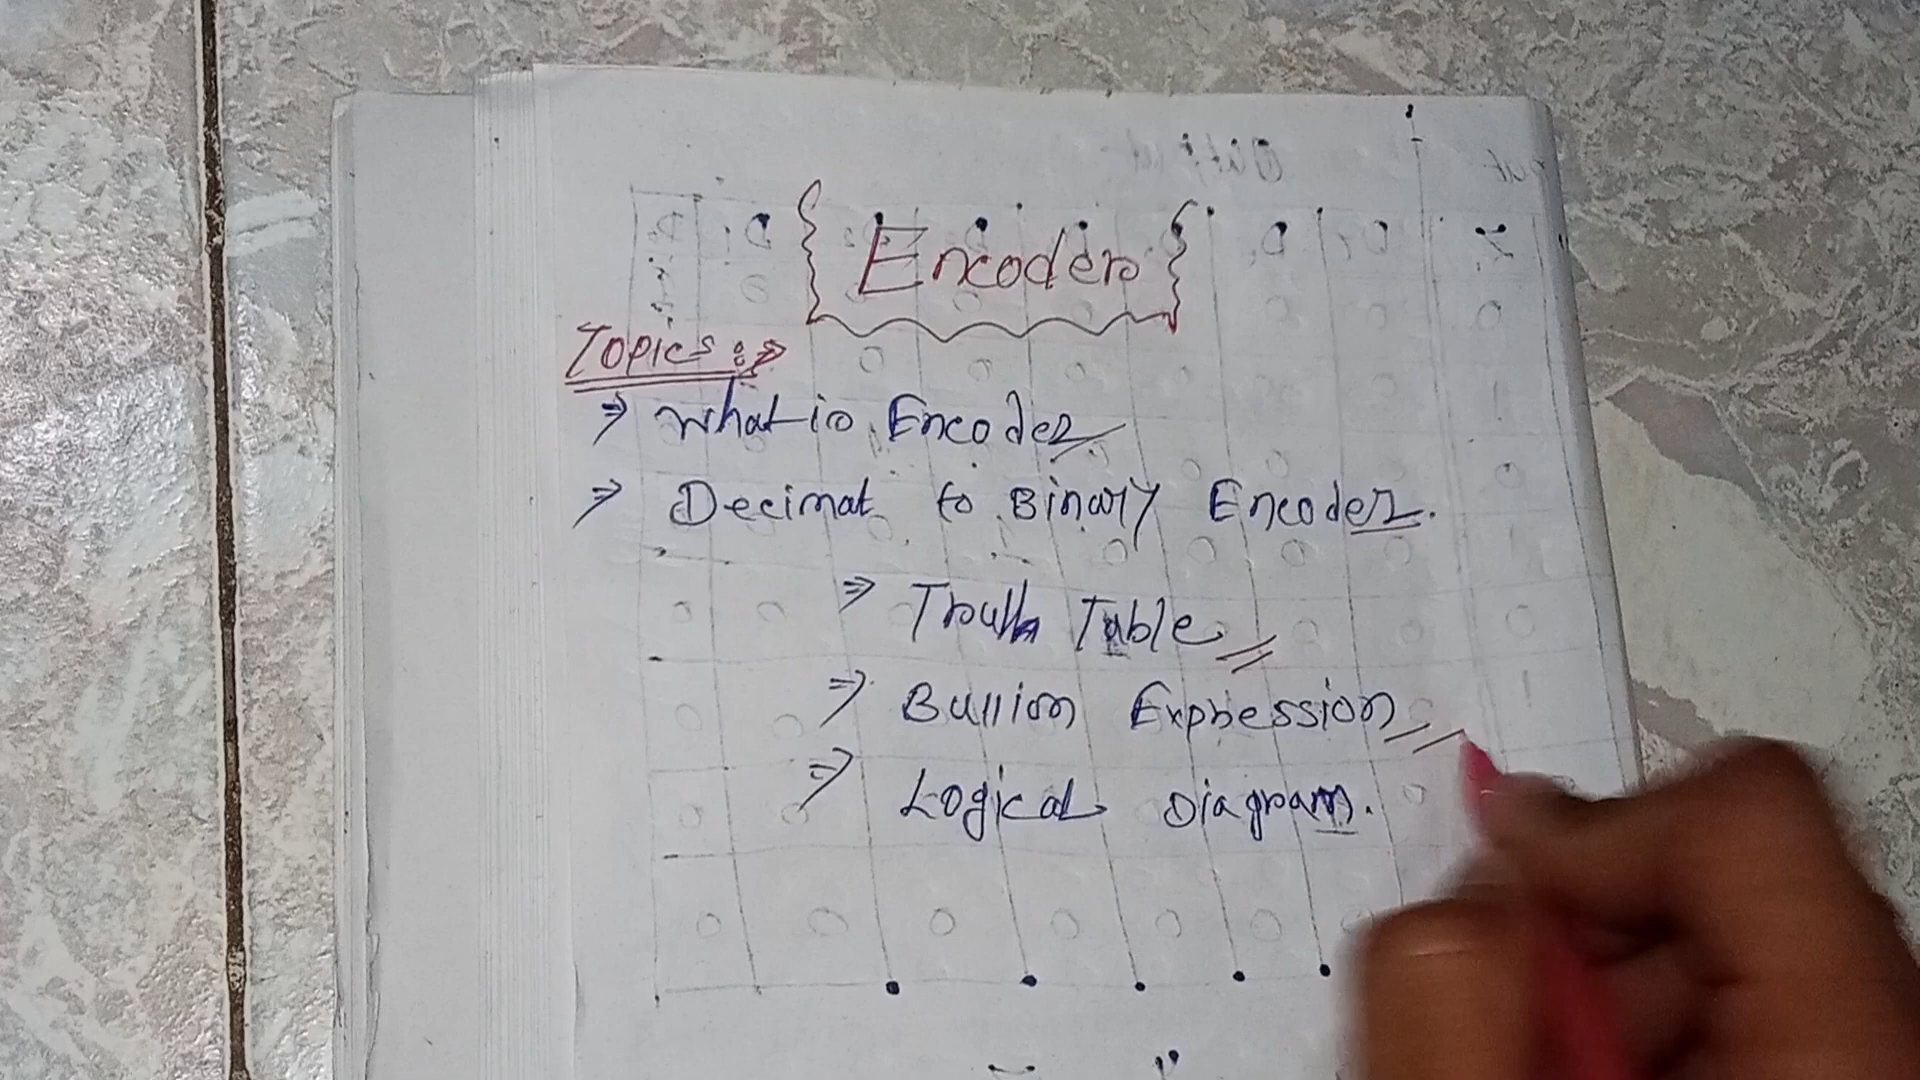 Encoder
Topics :⇒
⇒ What is Encoder
⇒ Decimal to Binary Encoder.
⇒ Truth Table
⇒ Bullion Expression
⇒ Logical Diagram.